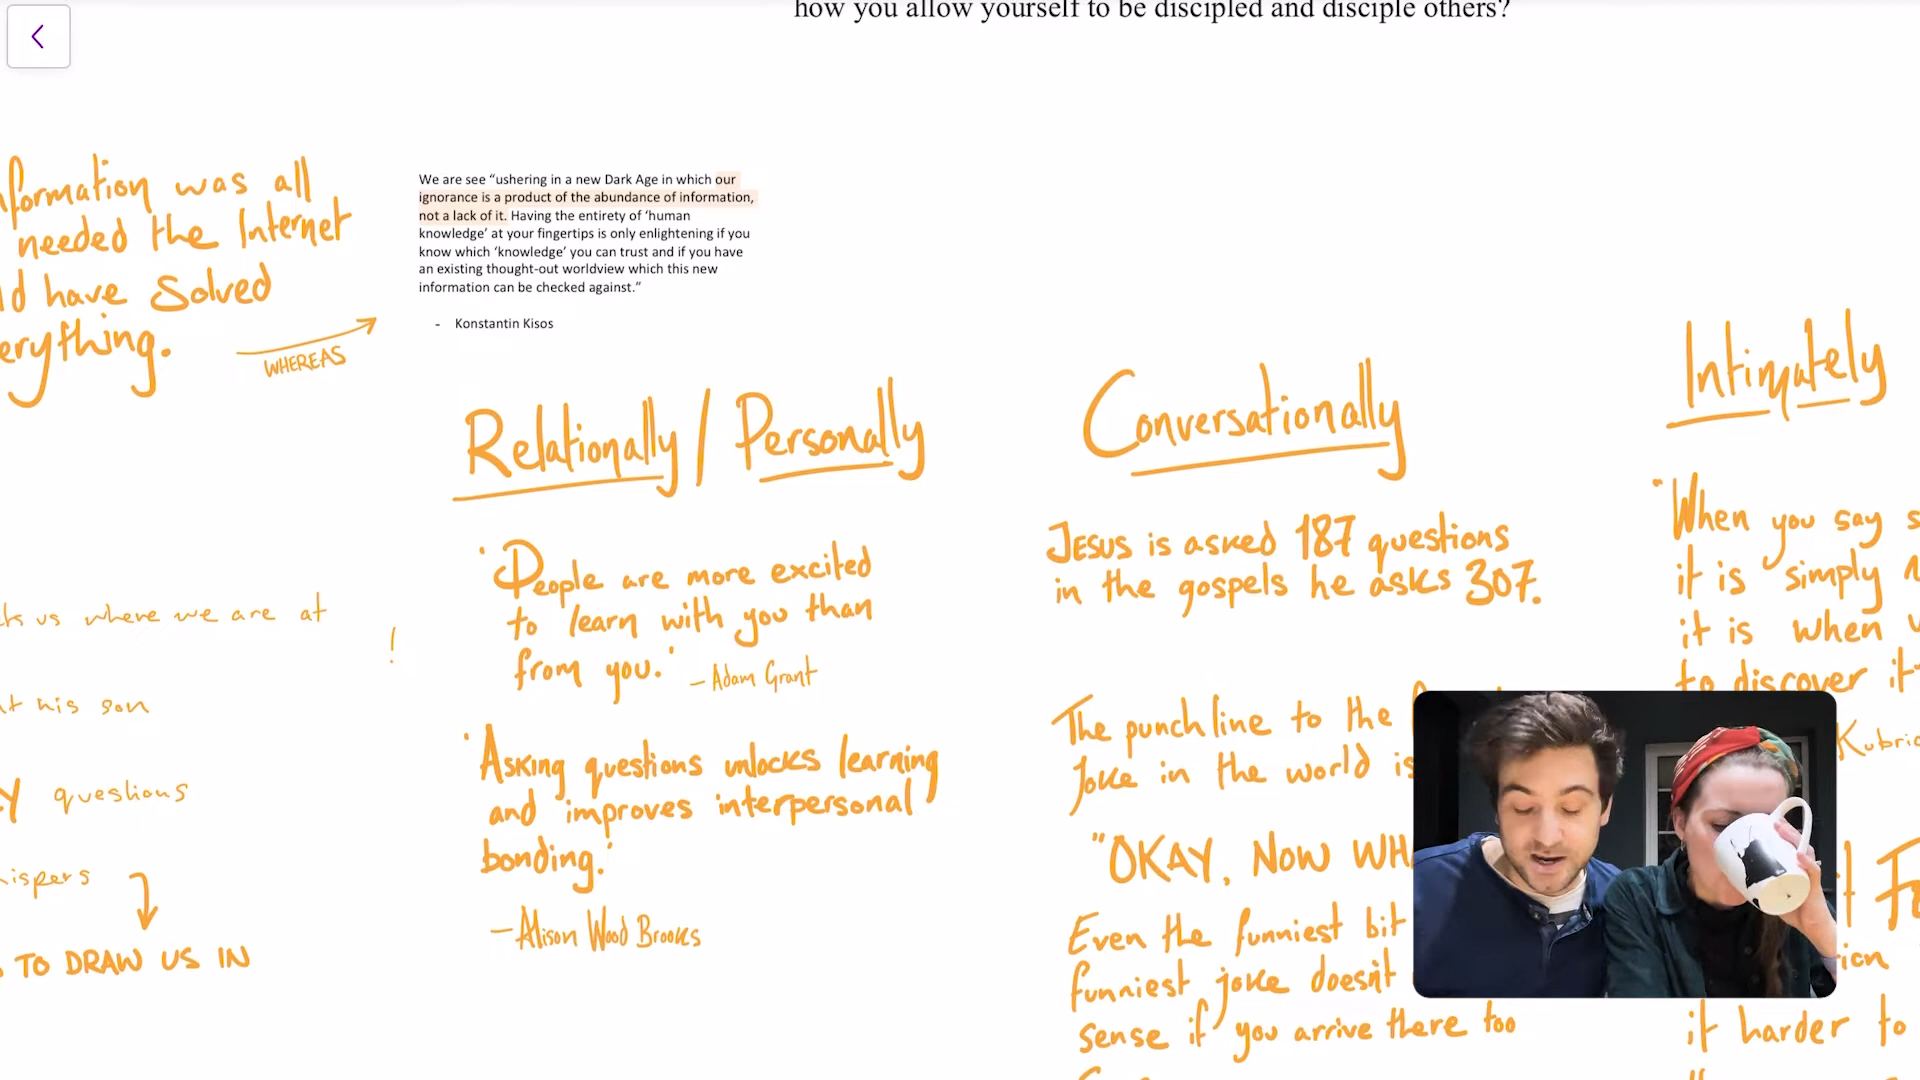 how you allow yourself to be discipled and disciple others?
formation was all
needed the Internet
ld have solved
erything.
WHEREAS
We are see “ushering in a new Dark Age in which our
ignorance is a product of the abundance of information,
not a lack of it. Having the entirety of ‘human
knowledge’ at your fingertips is only enlightening if you
know which ‘knowledge’ you can trust and if you have
an existing thought-out worldview which this new
information can be checked against.”
- Konstantin Kisos
ks us where we are at
!
t his son
y questions
hispers
TO DRAW US IN
Relationally / Personally
'People are more excited
to learn with you than
from you.'
- Adam Grant
'Asking questions unlocks learning
and improves interpersonal
bonding.'
- Alison Wood Brooks
Conversationally
JESUS is asked 187 questions
in the gospels he asks 307.
The punchline to the
Joke in the world is
"OKAY, NOW WH
Even the funniest bit
funniest joke doesn't
sense if you arrive there too
Intimately
"When you say s
it is simply
it is when
to discover it
Kubric
it harder to